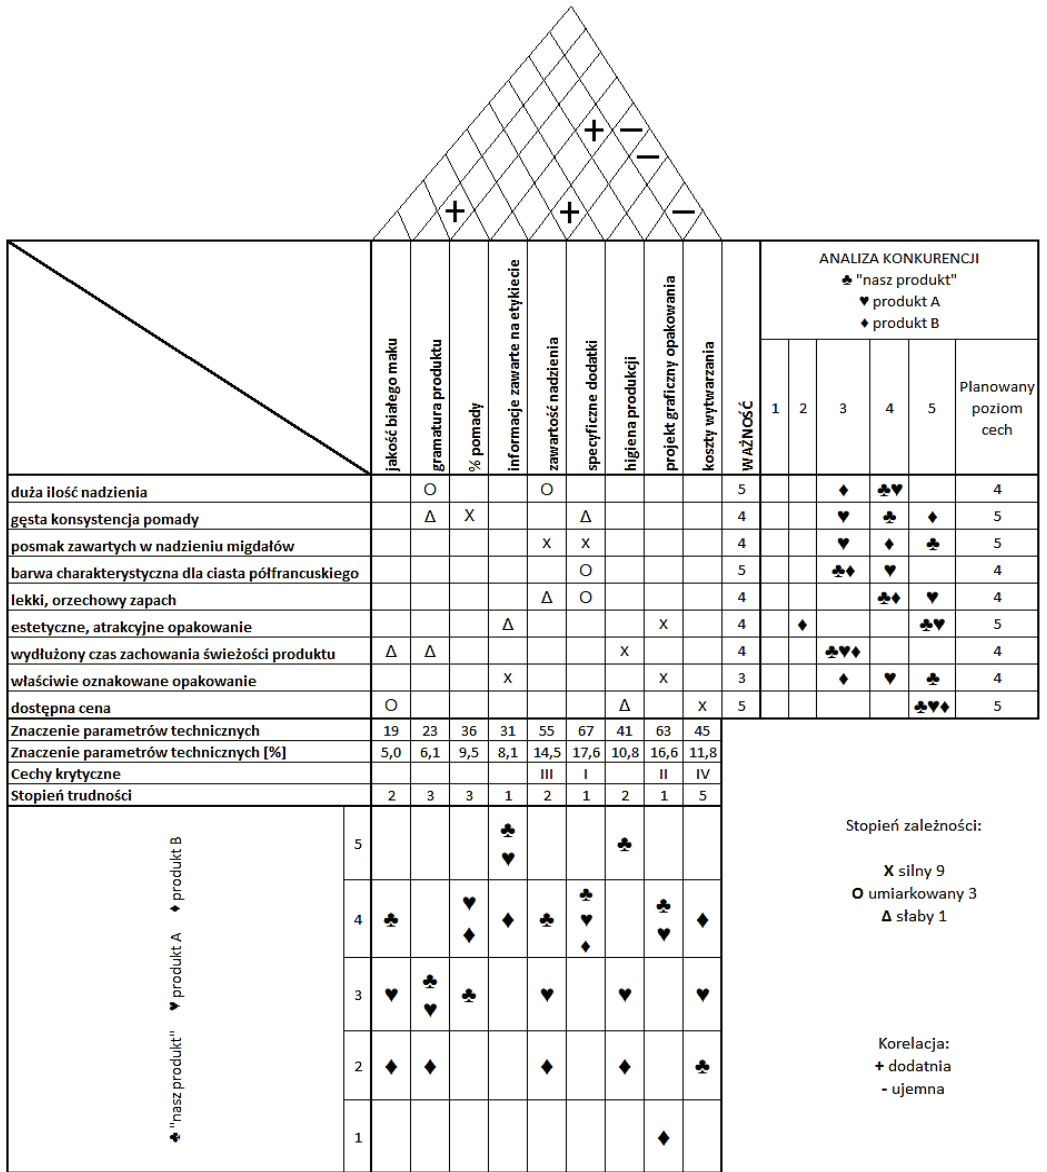 + −
−
+ + −
ANALIZA KONKURENCJI
♣ "nasz produkt"
♥ produkt A
♦ produkt B
jakość białego maku
gramatura produktu
% pomady
informacje zawarte na etykiecie
zawartość nadzienia
specyficzne dodatki
higiena produkcji
projekt graficzny opakowania
koszty wytwarzania
WAŻNOŚĆ
1 2 3 4 5
Planowany
poziom
cech
duża ilość nadzienia O O 5 ♦ ♣♥ 4
gęsta konsystencja pomady Δ X Δ 4 ♥ ♣ ♦ 5
posmak zawartych w nadzieniu migdałów X X 4 ♥ ♦ ♣ 5
barwa charakterystyczna dla ciasta półfrancuskiego O 5 ♣♦ ♥ 4
lekki, orzechowy zapach Δ O 4 ♣♦ ♥ 4
estetyczne, atrakcyjne opakowanie Δ X 4 ♦ ♣♥ 5
wydłużony czas zachowania świeżości produktu Δ Δ X 4 ♣♥♦ 4
właściwie oznakowane opakowanie X X 3 ♦ ♥ ♣ 4
dostępna cena O Δ X 5 ♣♥♦ 5
Znaczenie parametrów technicznych 19 23 36 31 55 67 41 63 45
Znaczenie parametrów technicznych [%] 5,0 6,1 9,5 8,1 14,5 17,6 10,8 16,6 11,8
Cechy krytyczne III I II IV
Stopień trudności 2 3 3 1 2 1 2 1 5
♣ "nasz produkt" ♥ produkt A ♦ produkt B
5 ♣♥ ♣
4 ♣ ♥♦ ♦ ♣ ♣♥♦ ♣♥ ♦
3 ♥ ♣♥ ♣ ♥ ♥ ♥
2 ♦ ♦ ♦ ♦ ♣
1 ♦
Stopień zależności:
X silny 9
O umiarkowany 3
Δ słaby 1
Korelacja:
+ dodatnia
- ujemna